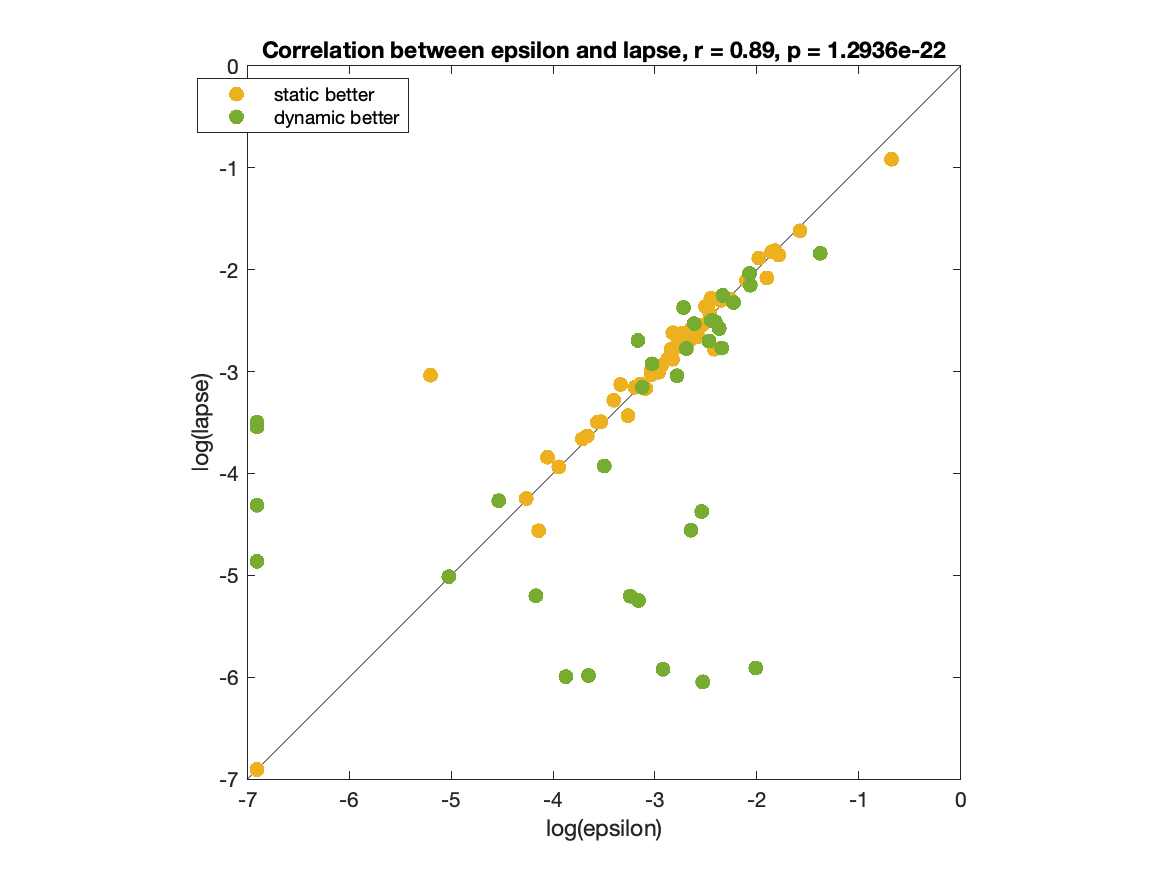 Correlation between epsilon and lapse, r = 0.89, p = 1.2936e-22
static better
dynamic better
0
-1
-2
-3
-4
-5
-6
-7
log(lapse)
-7 -6 -5 -4 -3 -2 -1 0
log(epsilon)